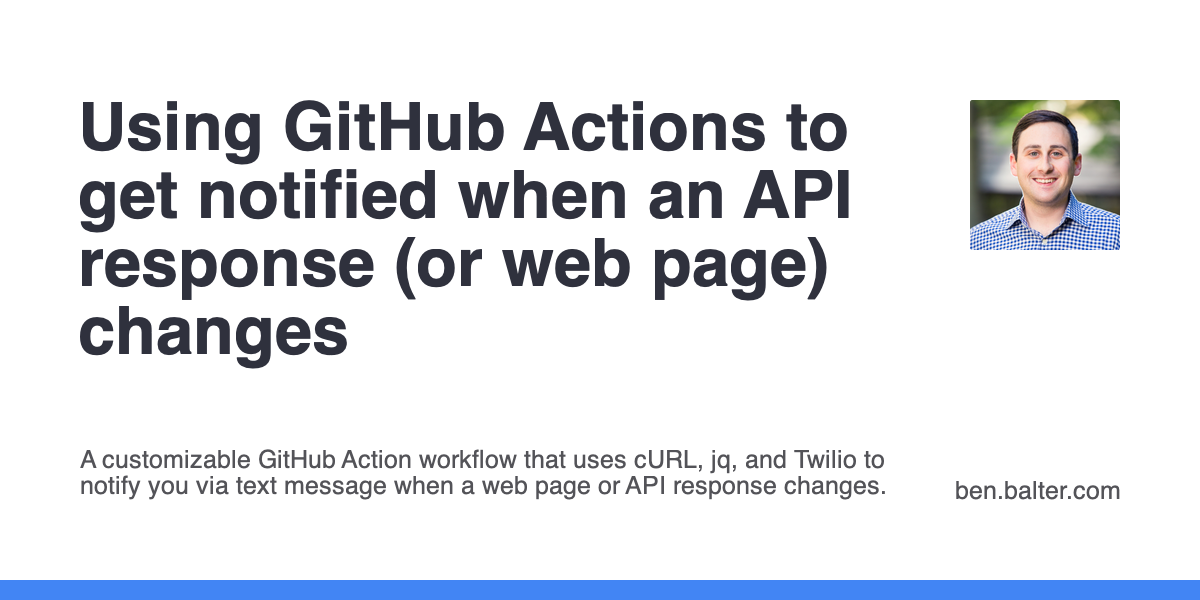 Using GitHub Actions to
get notified when an API
response (or web page)
changes
A customizable GitHub Action workflow that uses cURL, jq, and Twilio to
notify you via text message when a web page or API response changes.
ben.balter.com